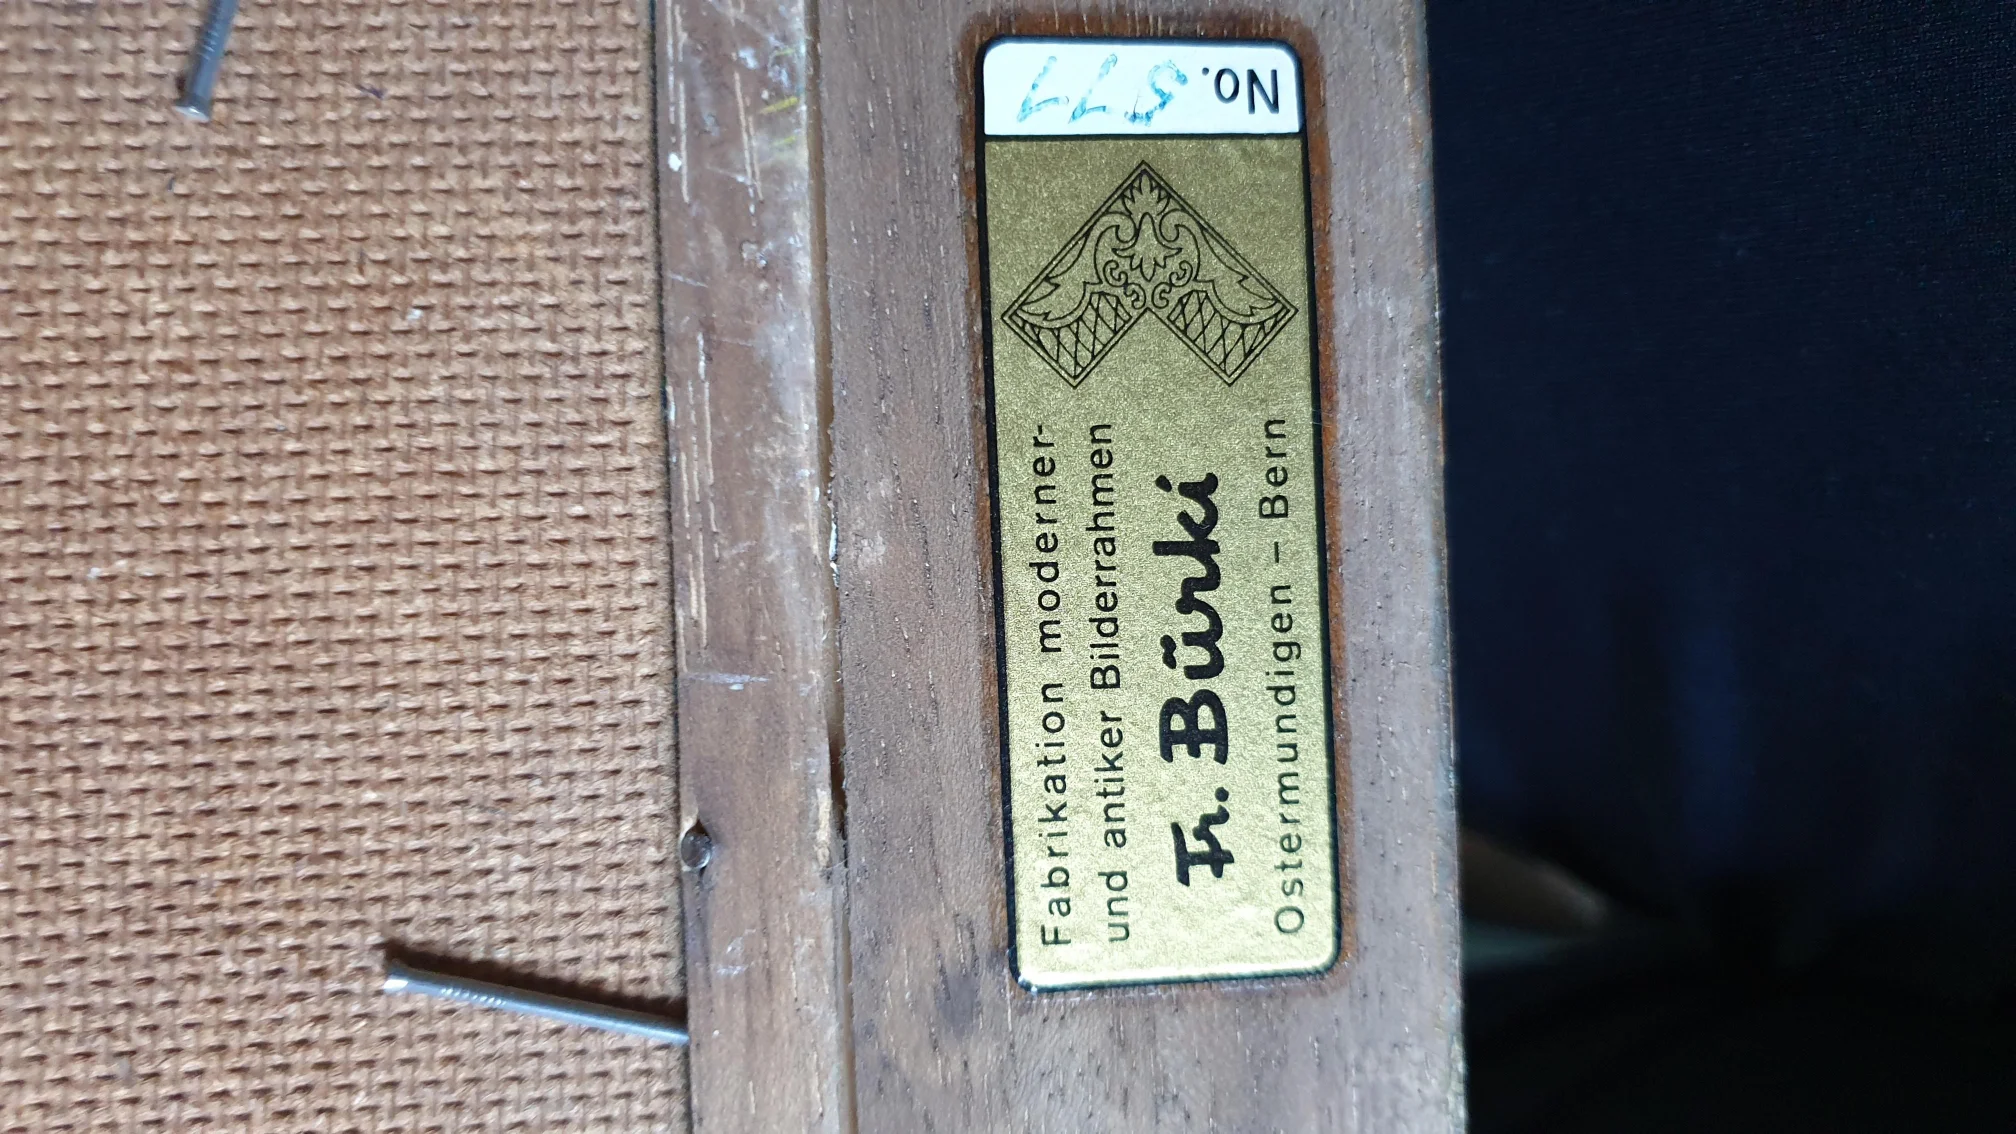 Fabrikation moderner-
und antiker Bilderrahmen
Fr. Bürki
Ostermundigen – Bern
No. 577